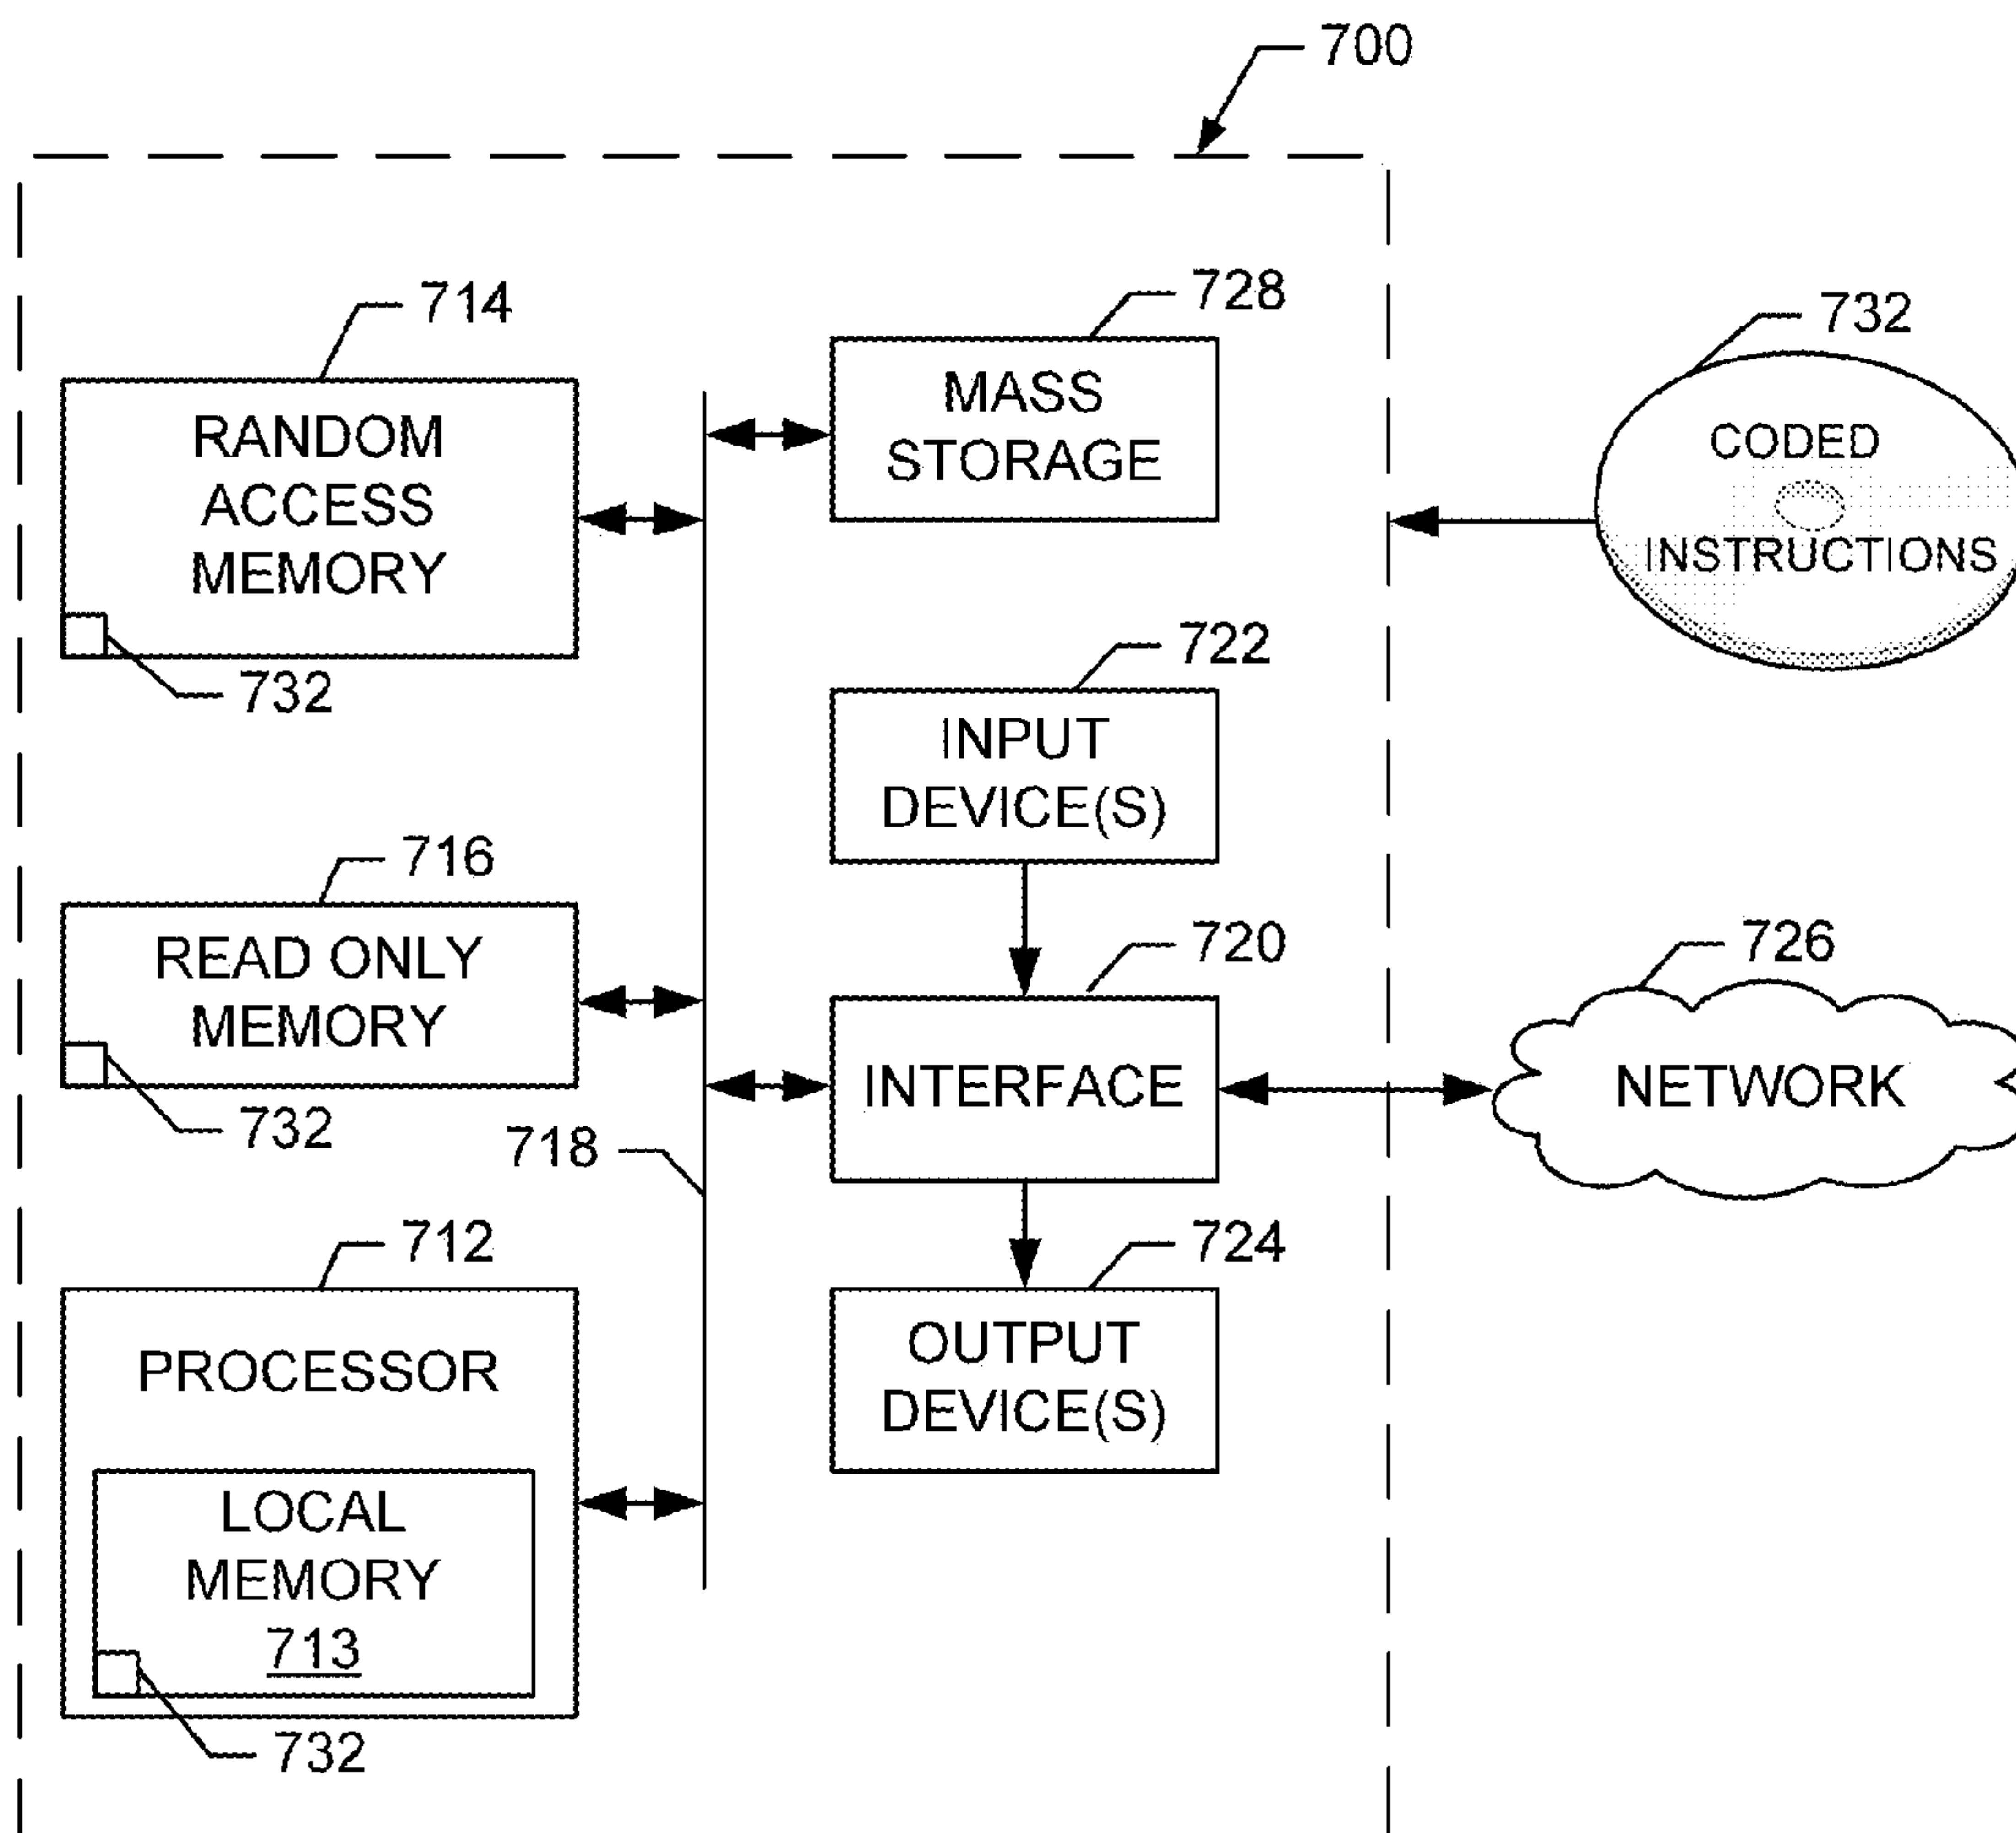 700
714
RANDOM
ACCESS
MEMORY
732
728
MASS
STORAGE
732
CODED
INSTRUCTIONS
722
INPUT
DEVICE(S)
716
READ ONLY
MEMORY
732
718
720
INTERFACE
726
NETWORK
712
PROCESSOR
LOCAL
MEMORY
713
732
724
OUTPUT
DEVICE(S)